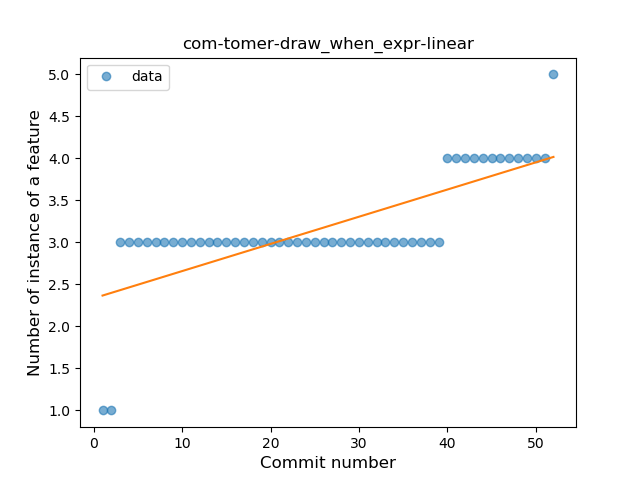 com-tomer-draw_when_expr-linear
data
Number of instance of a feature
5.0
4.5
4.0
3.5
3.0
2.5
2.0
1.5
1.0
0 10 20 30 40 50
Commit number